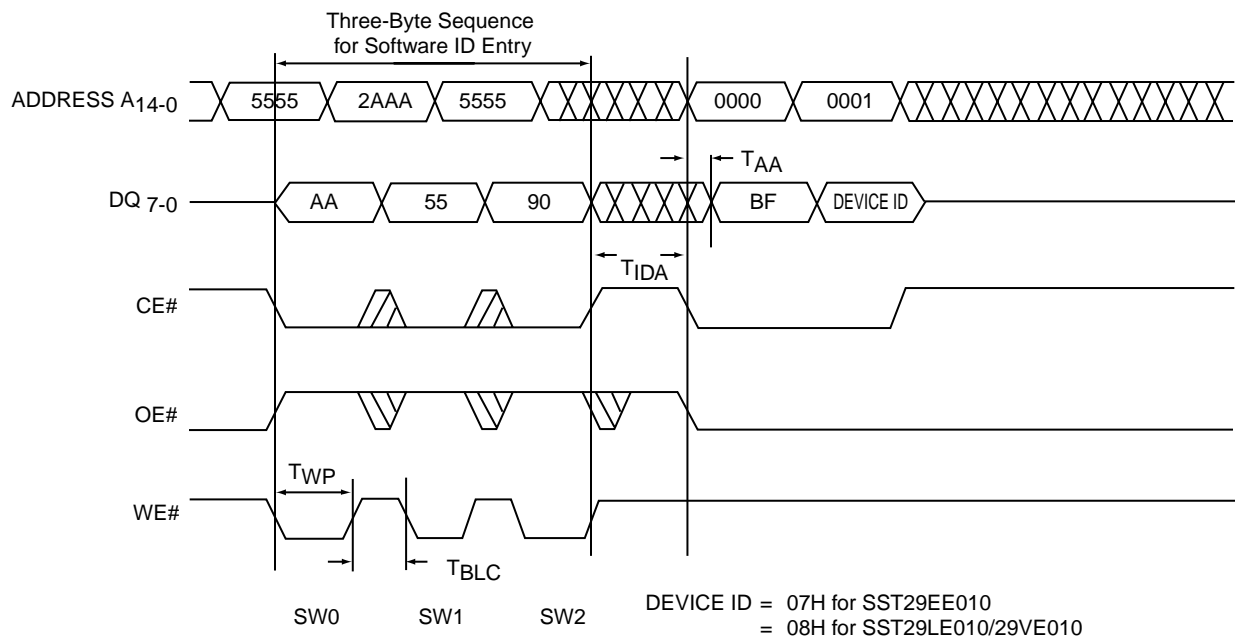 Three-Byte Sequence
for Software ID Entry
ADDRESS A14-0
5555 2AAA 5555 0000 0001
TAA
DQ 7-0
AA 55 90 BF DEVICE ID
TIDA
CE#
OE#
TWP
WE#
TBLC
SW0 SW1 SW2
DEVICE ID = 07H for SST29EE010
= 08H for SST29LE010/29VE010